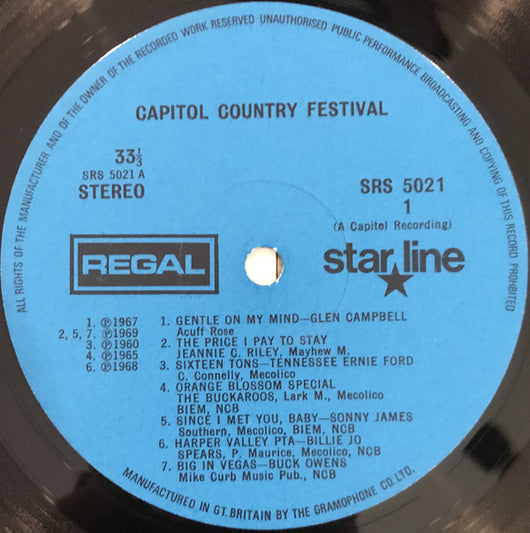 ALL RIGHTS OF THE MANUFACTURER AND OF THE OWNER OF THE RECORDED WORK RESERVED UNAUTHORISED PUBLIC PERFORMANCE BROADCASTING AND COPYING OF THIS RECORD PROHIBITED
CAPITOL COUNTRY FESTIVAL
33⅓
SRS 5021 A
STEREO
SRS 5021
1
(A Capitol Recording)
REGAL
star★line
1. ℗1967
2, 5, 7. ℗1969
3. ℗1960
4. ℗1965
6. ℗1968
1. GENTLE ON MY MIND—GLEN CAMPBELL
Acuff Rose
2. THE PRICE I PAY TO STAY
JEANNIE C. RILEY, Mayhew M.
3. SIXTEEN TONS—TENNESSEE ERNIE FORD
C. Connelly, Mecolico
4. ORANGE BLOSSOM SPECIAL
THE BUCKAROOS, Lark M., Mecolico
BIEM, NCB
5. SINCE I MET YOU, BABY—SONNY JAMES
Southern, Mecolico, BIEM, NCB
6. HARPER VALLEY PTA—BILLIE JO
SPEARS, P. Maurice, Mecolico, NCB
7. BIG IN VEGAS—BUCK OWENS
Mike Curb Music Pub., NCB
MANUFACTURED IN GT. BRITAIN BY THE GRAMOPHONE CO. LTD.